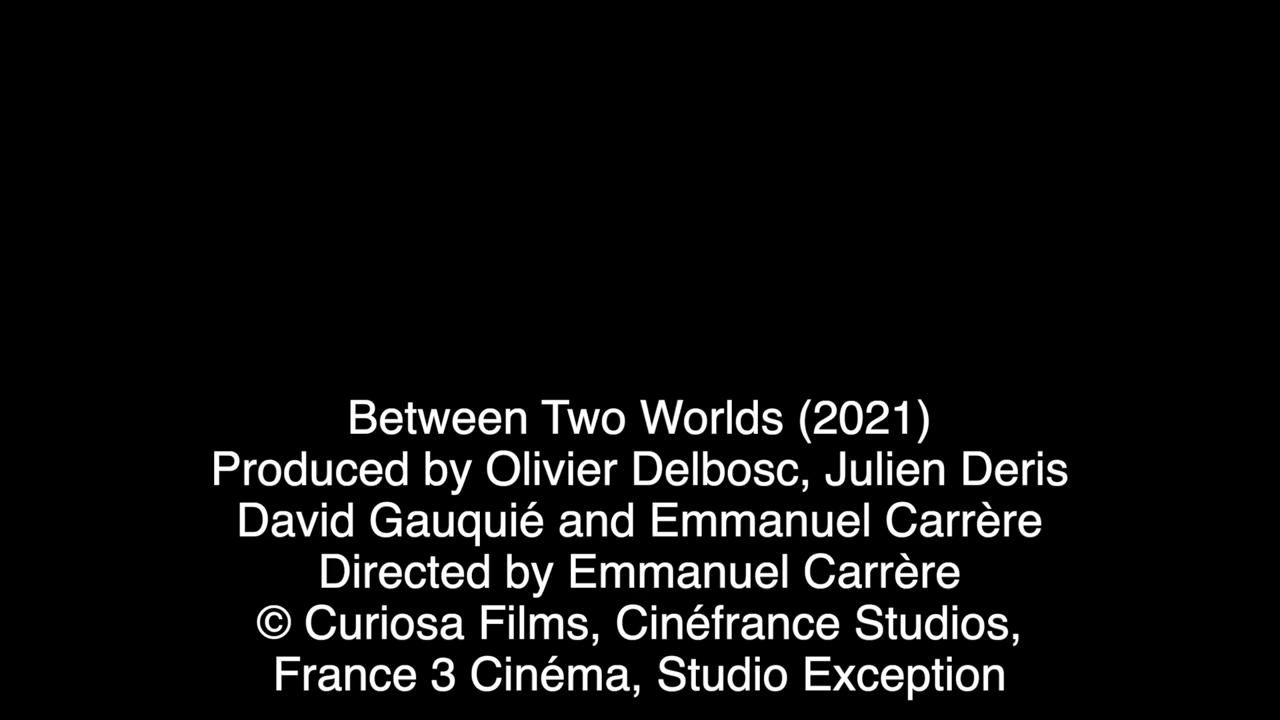 Between Two Worlds (2021)
Produced by Olivier Delbosc, Julien Deris
David Gauquié and Emmanuel Carrère
Directed by Emmanuel Carrère
© Curiosa Films, Cinéfrance Studios,
France 3 Cinéma, Studio Exception